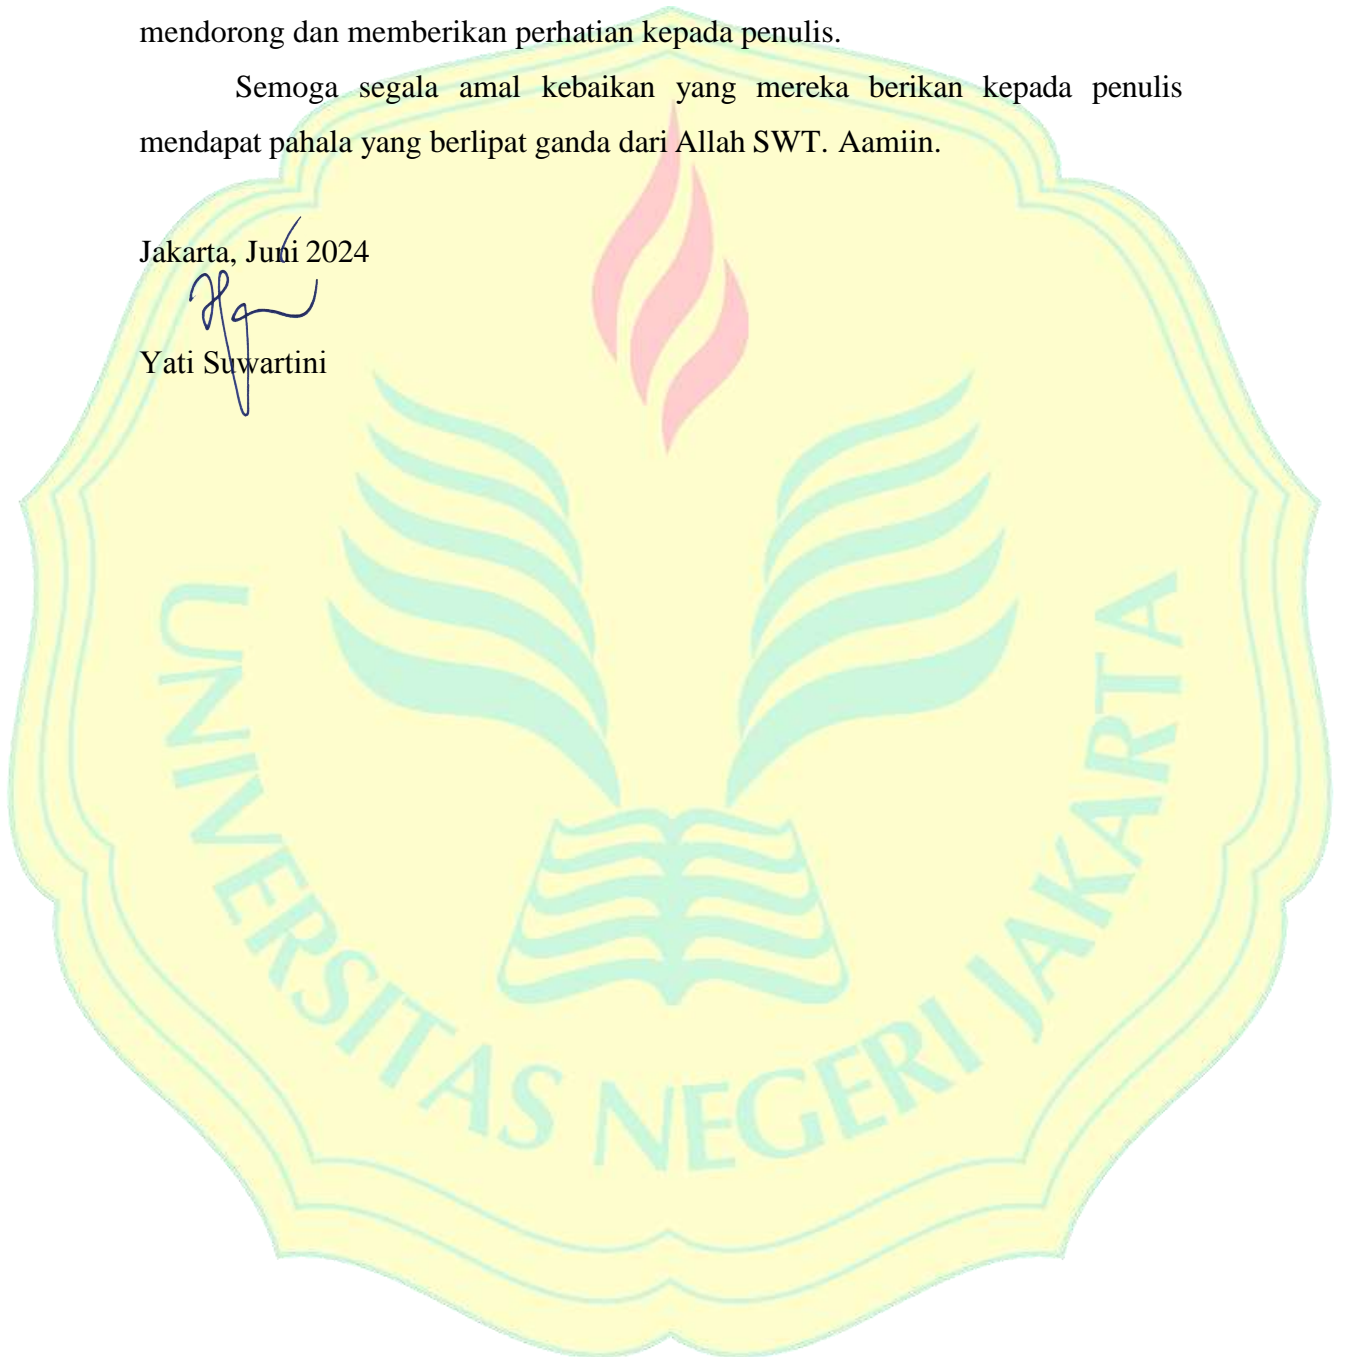 mendorong dan memberikan perhatian kepada penulis.
Semoga segala amal kebaikan yang mereka berikan kepada penulis
mendapat pahala yang berlipat ganda dari Allah SWT. Aamiin.
Jakarta, Juni 2024
Yati Suwartini
UNIVERSITAS NEGERI JAKARTA